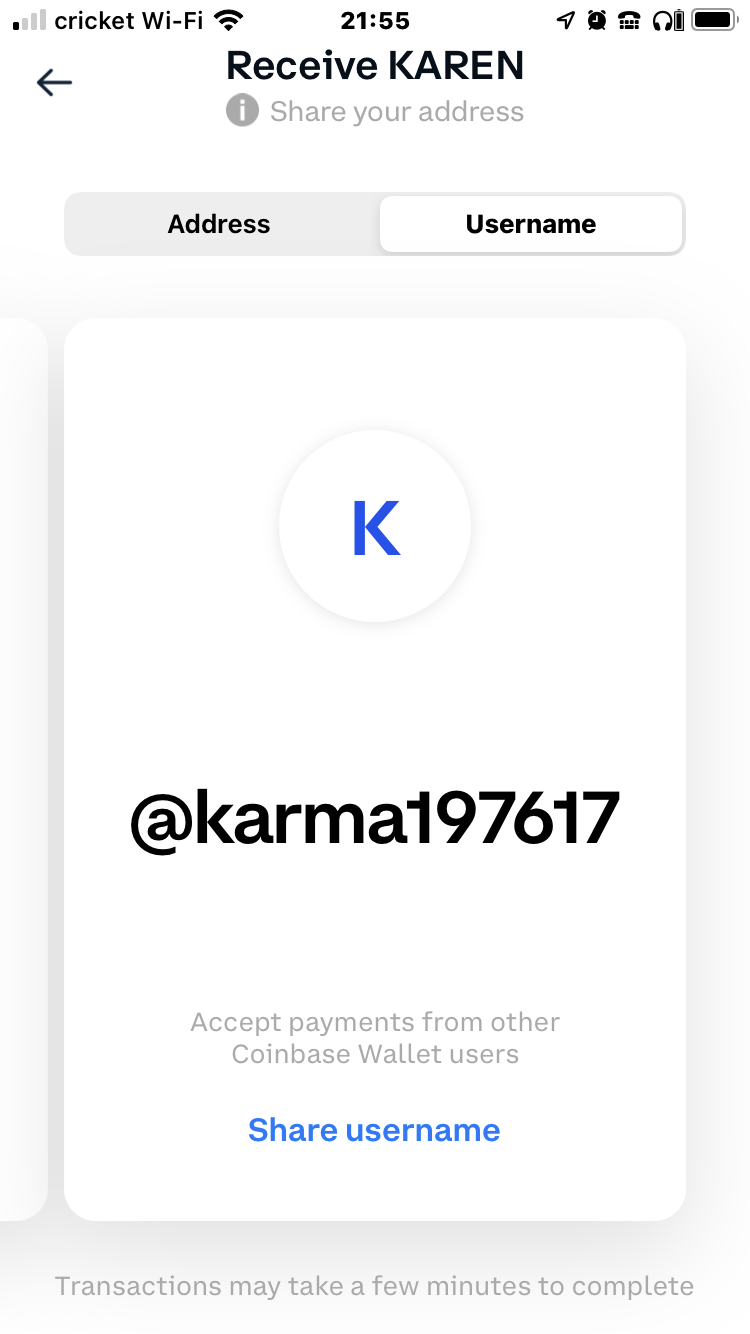 cricket Wi-Fi 21:55
Receive KAREN
Share your address
Address Username
K
@karma197617
Accept payments from other
Coinbase Wallet users
Share username
Transactions may take a few minutes to complete